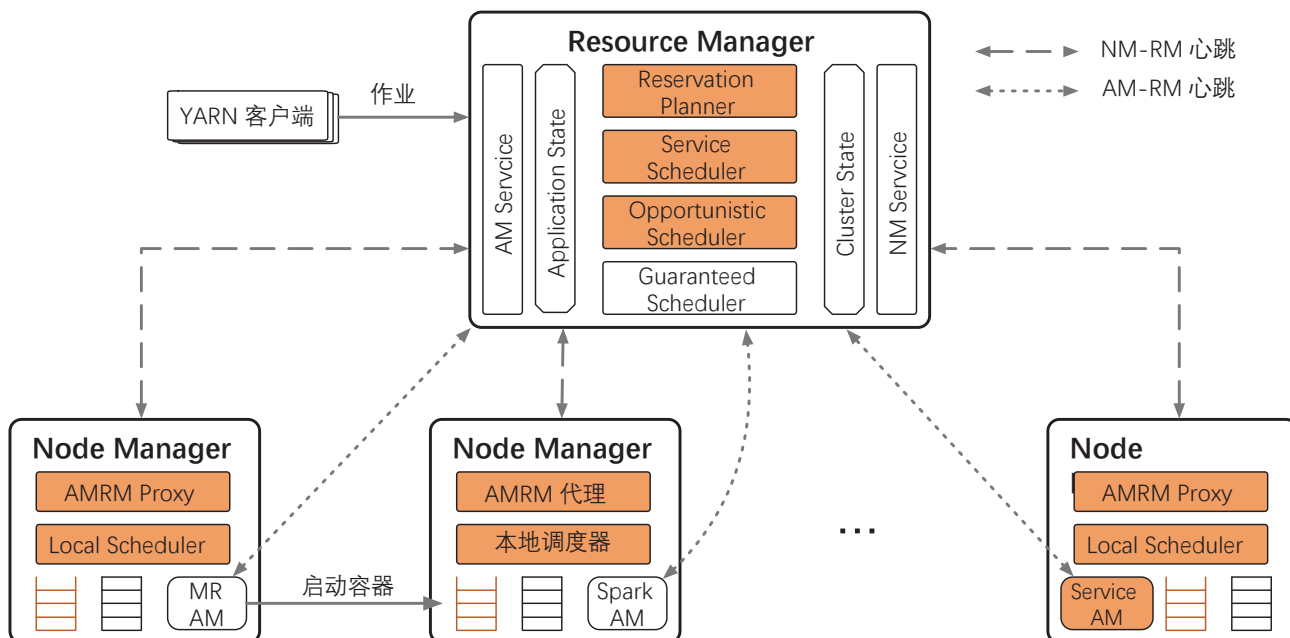 Resource Manager
NM-RM 心跳
AM-RM 心跳
YARN 客户端
作业
AM Servcice
Application State
Reservation
Planner
Service
Scheduler
Opportunistic
Scheduler
Guaranteed
Scheduler
Cluster State
NM Servcice
Node Manager
AMRM Proxy
Local Scheduler
MR
AM
启动容器
Node Manager
AMRM 代理
本地调度器
Spark
AM
...
Node
AMRM Proxy
Local Scheduler
Service
AM